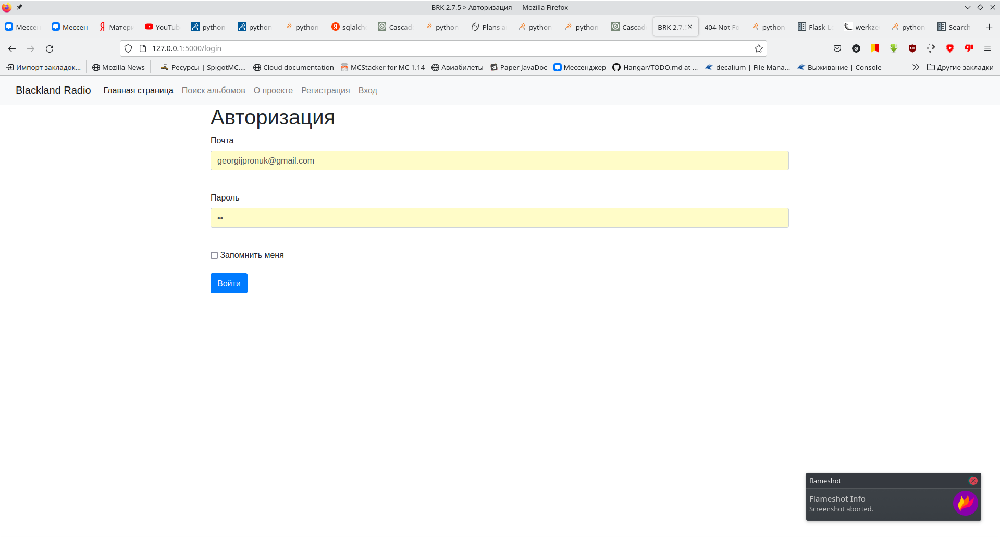 BRK 2.7.5 > Авторизация — Mozilla Firefox
Мессен Мессен Матери YouTub python python python sqlalch Cascad python Plans a python python Cascad BRK 2.7.5 404 Not Fo python Flask-Lo werkze python Search
127.0.0.1:5000/login
Импорт закладок... Mozilla News Ресурсы | SpigotMC.... Cloud documentation MCStacker for MC 1.14 Авиабилеты Paper JavaDoc Мессенджер Hangar/TODO.md at ... decalium | File Mana... Выживание | Console Другие закладки
Blackland Radio Главная страница Поиск альбомов О проекте Регистрация Вход
Авторизация
Почта
georgijpronuk@gmail.com
Пароль
••
Запомнить меня
Войти
flameshot
Flameshot Info
Screenshot aborted.